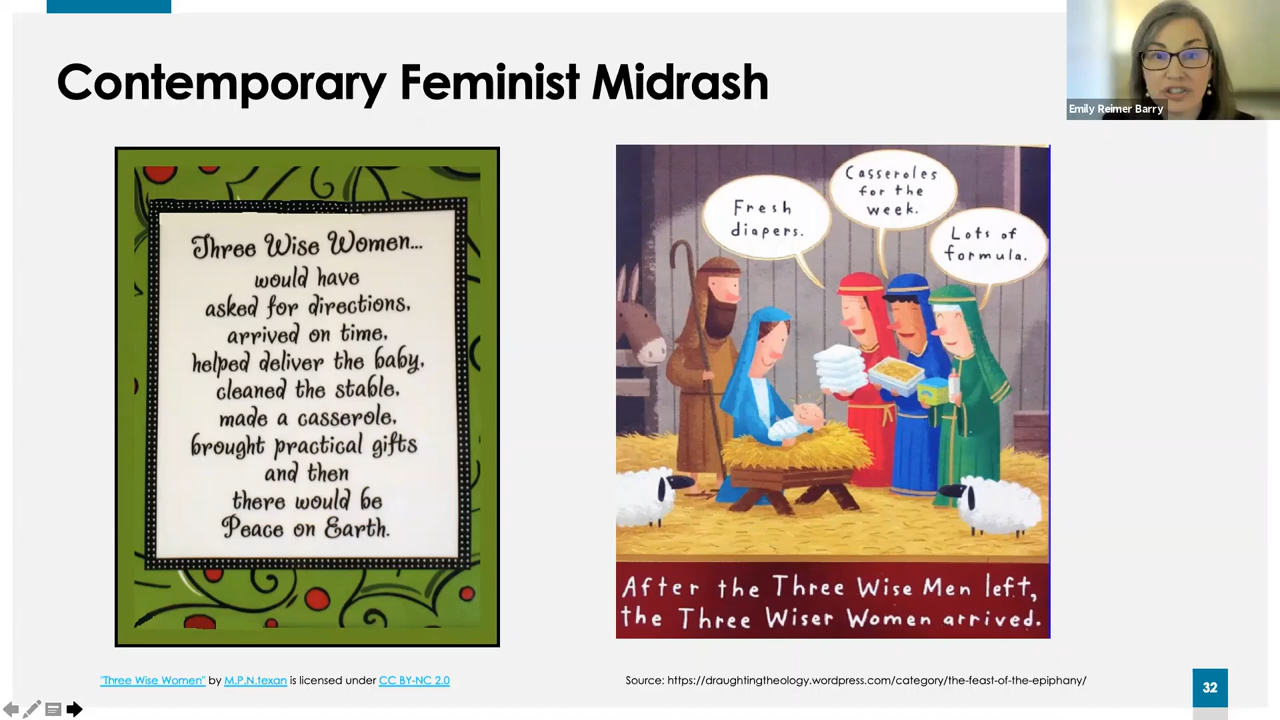 Contemporary Feminist Midrash
Emily Reimer Barry
Three Wise Women...
would have
asked for directions,
arrived on time,
helped deliver the baby,
cleaned the stable,
made a casserole,
brought practical gifts
and then
there would be
Peace on Earth.
Fresh
diapers.
Casseroles
for the
week.
Lots of
formula.
After the Three Wise Men left,
the Three Wiser Women arrived.
"Three Wise Women" by M.P.N.texan is licensed under CC BY-NC 2.0
Source: https://draughtingtheology.wordpress.com/category/the-feast-of-the-epiphany/
32